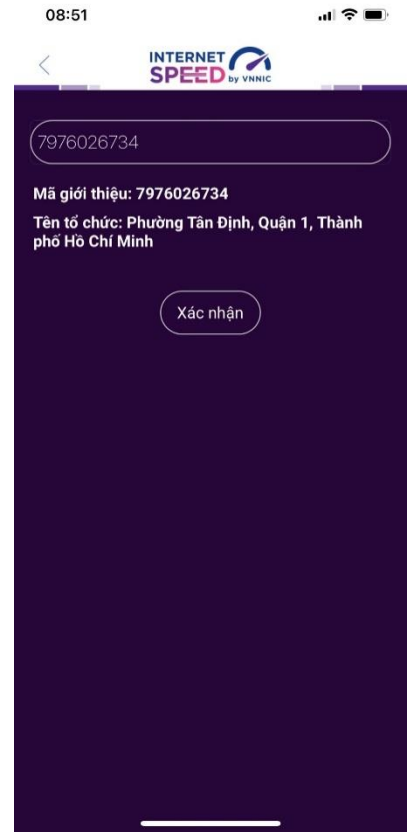 08:51
INTERNET
SPEED by VNNIC
7976026734
Mã giới thiệu: 7976026734
Tên tổ chức: Phường Tân Định, Quận 1, Thành
phố Hồ Chí Minh
Xác nhận